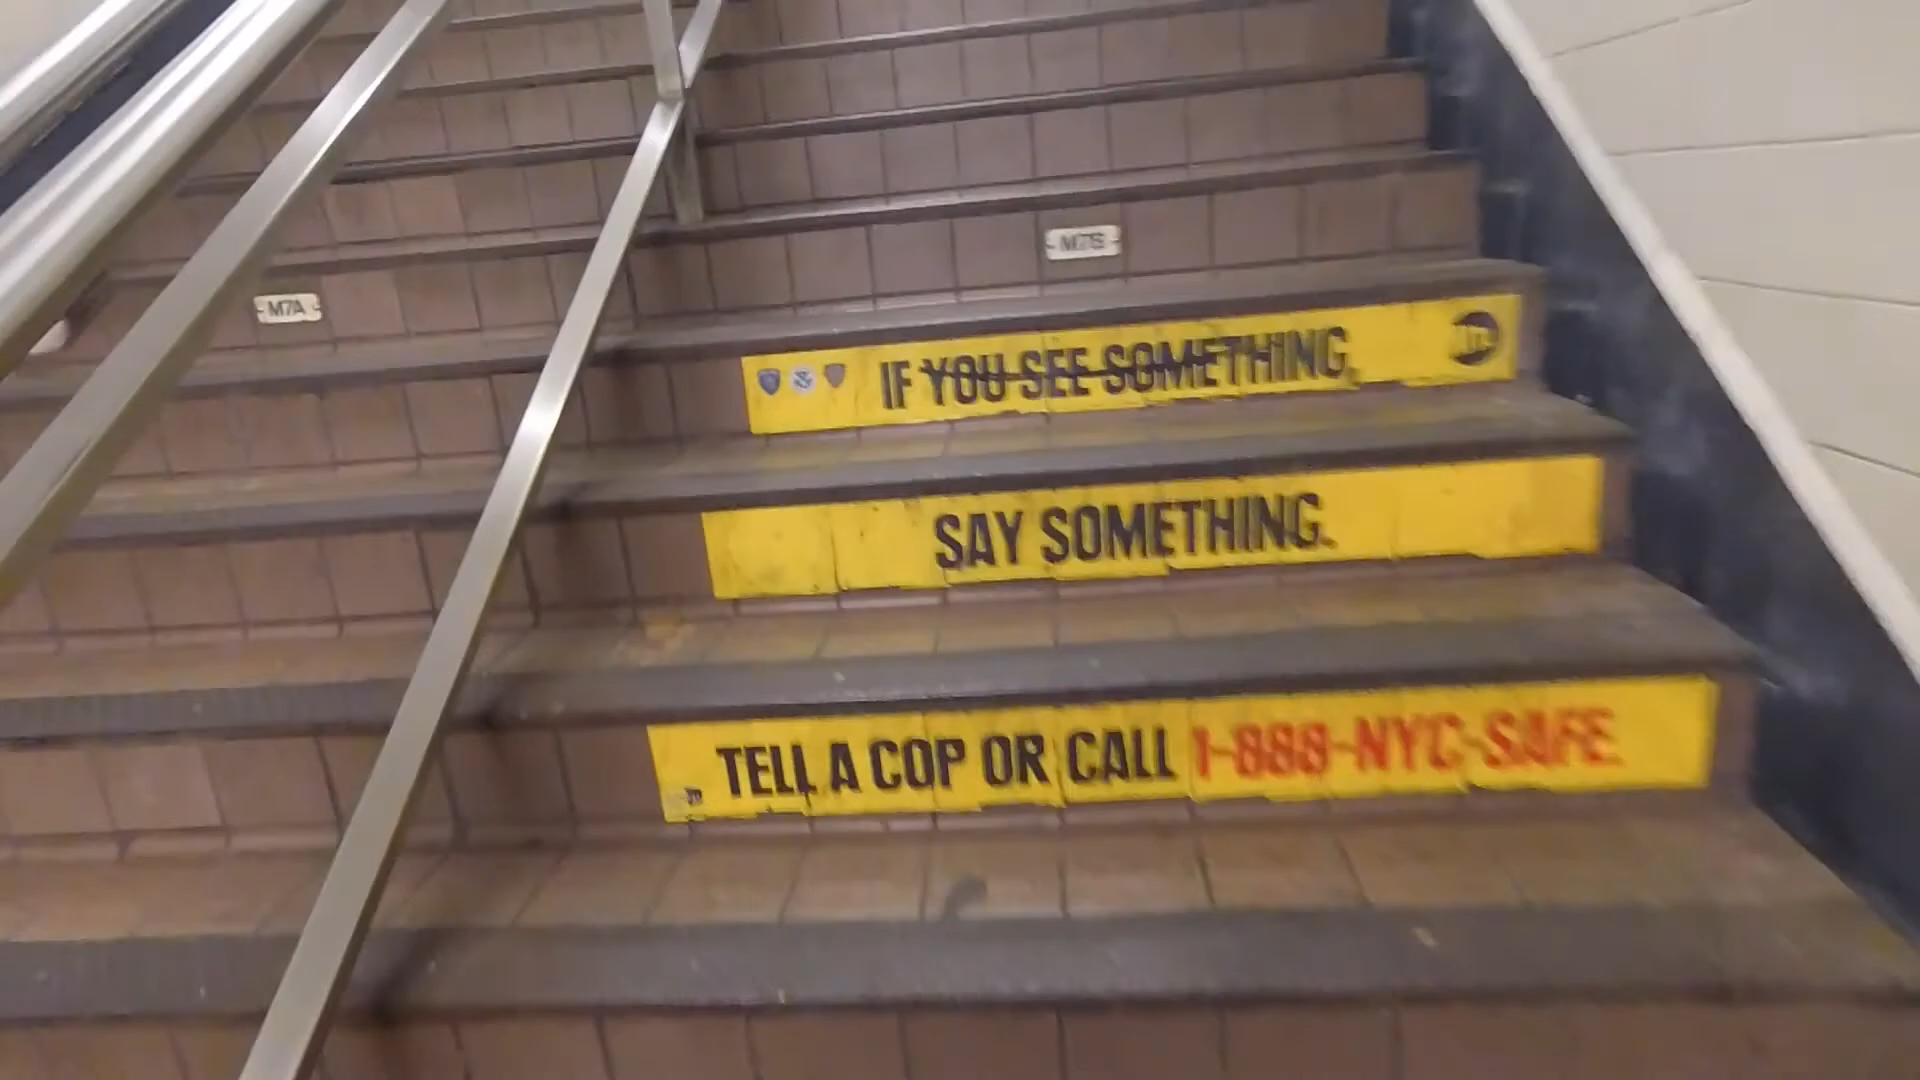 M7A
M7B
IF YOU SEE SOMETHING,
SAY SOMETHING.
TELL A COP OR CALL 1-888-NYC-SAFE.